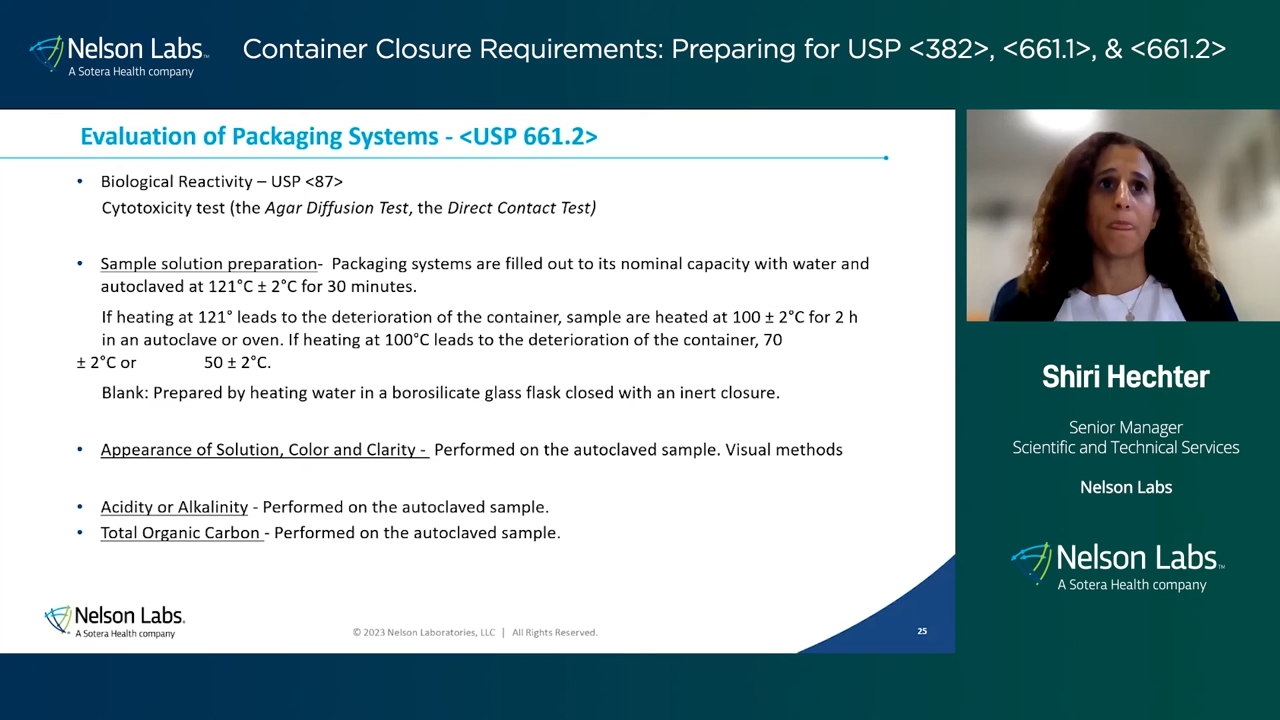 Nelson Labs™
A Sotera Health company
Container Closure Requirements: Preparing for USP <382>, <661.1>, & <661.2>
Evaluation of Packaging Systems - <USP 661.2>
• Biological Reactivity – USP <87>
Cytotoxicity test (the Agar Diffusion Test, the Direct Contact Test)
• Sample solution preparation- Packaging systems are filled out to its nominal capacity with water and
autoclaved at 121°C ± 2°C for 30 minutes.
If heating at 121° leads to the deterioration of the container, sample are heated at 100 ± 2°C for 2 h
in an autoclave or oven. If heating at 100°C leads to the deterioration of the container, 70
± 2°C or 50 ± 2°C.
Blank: Prepared by heating water in a borosilicate glass flask closed with an inert closure.
• Appearance of Solution, Color and Clarity - Performed on the autoclaved sample. Visual methods
• Acidity or Alkalinity - Performed on the autoclaved sample.
• Total Organic Carbon - Performed on the autoclaved sample.
Nelson Labs®
A Sotera Health company
© 2023 Nelson Laboratories, LLC | All Rights Reserved.
25
Shiri Hechter
Senior Manager
Scientific and Technical Services
Nelson Labs
Nelson Labs™
A Sotera Health company